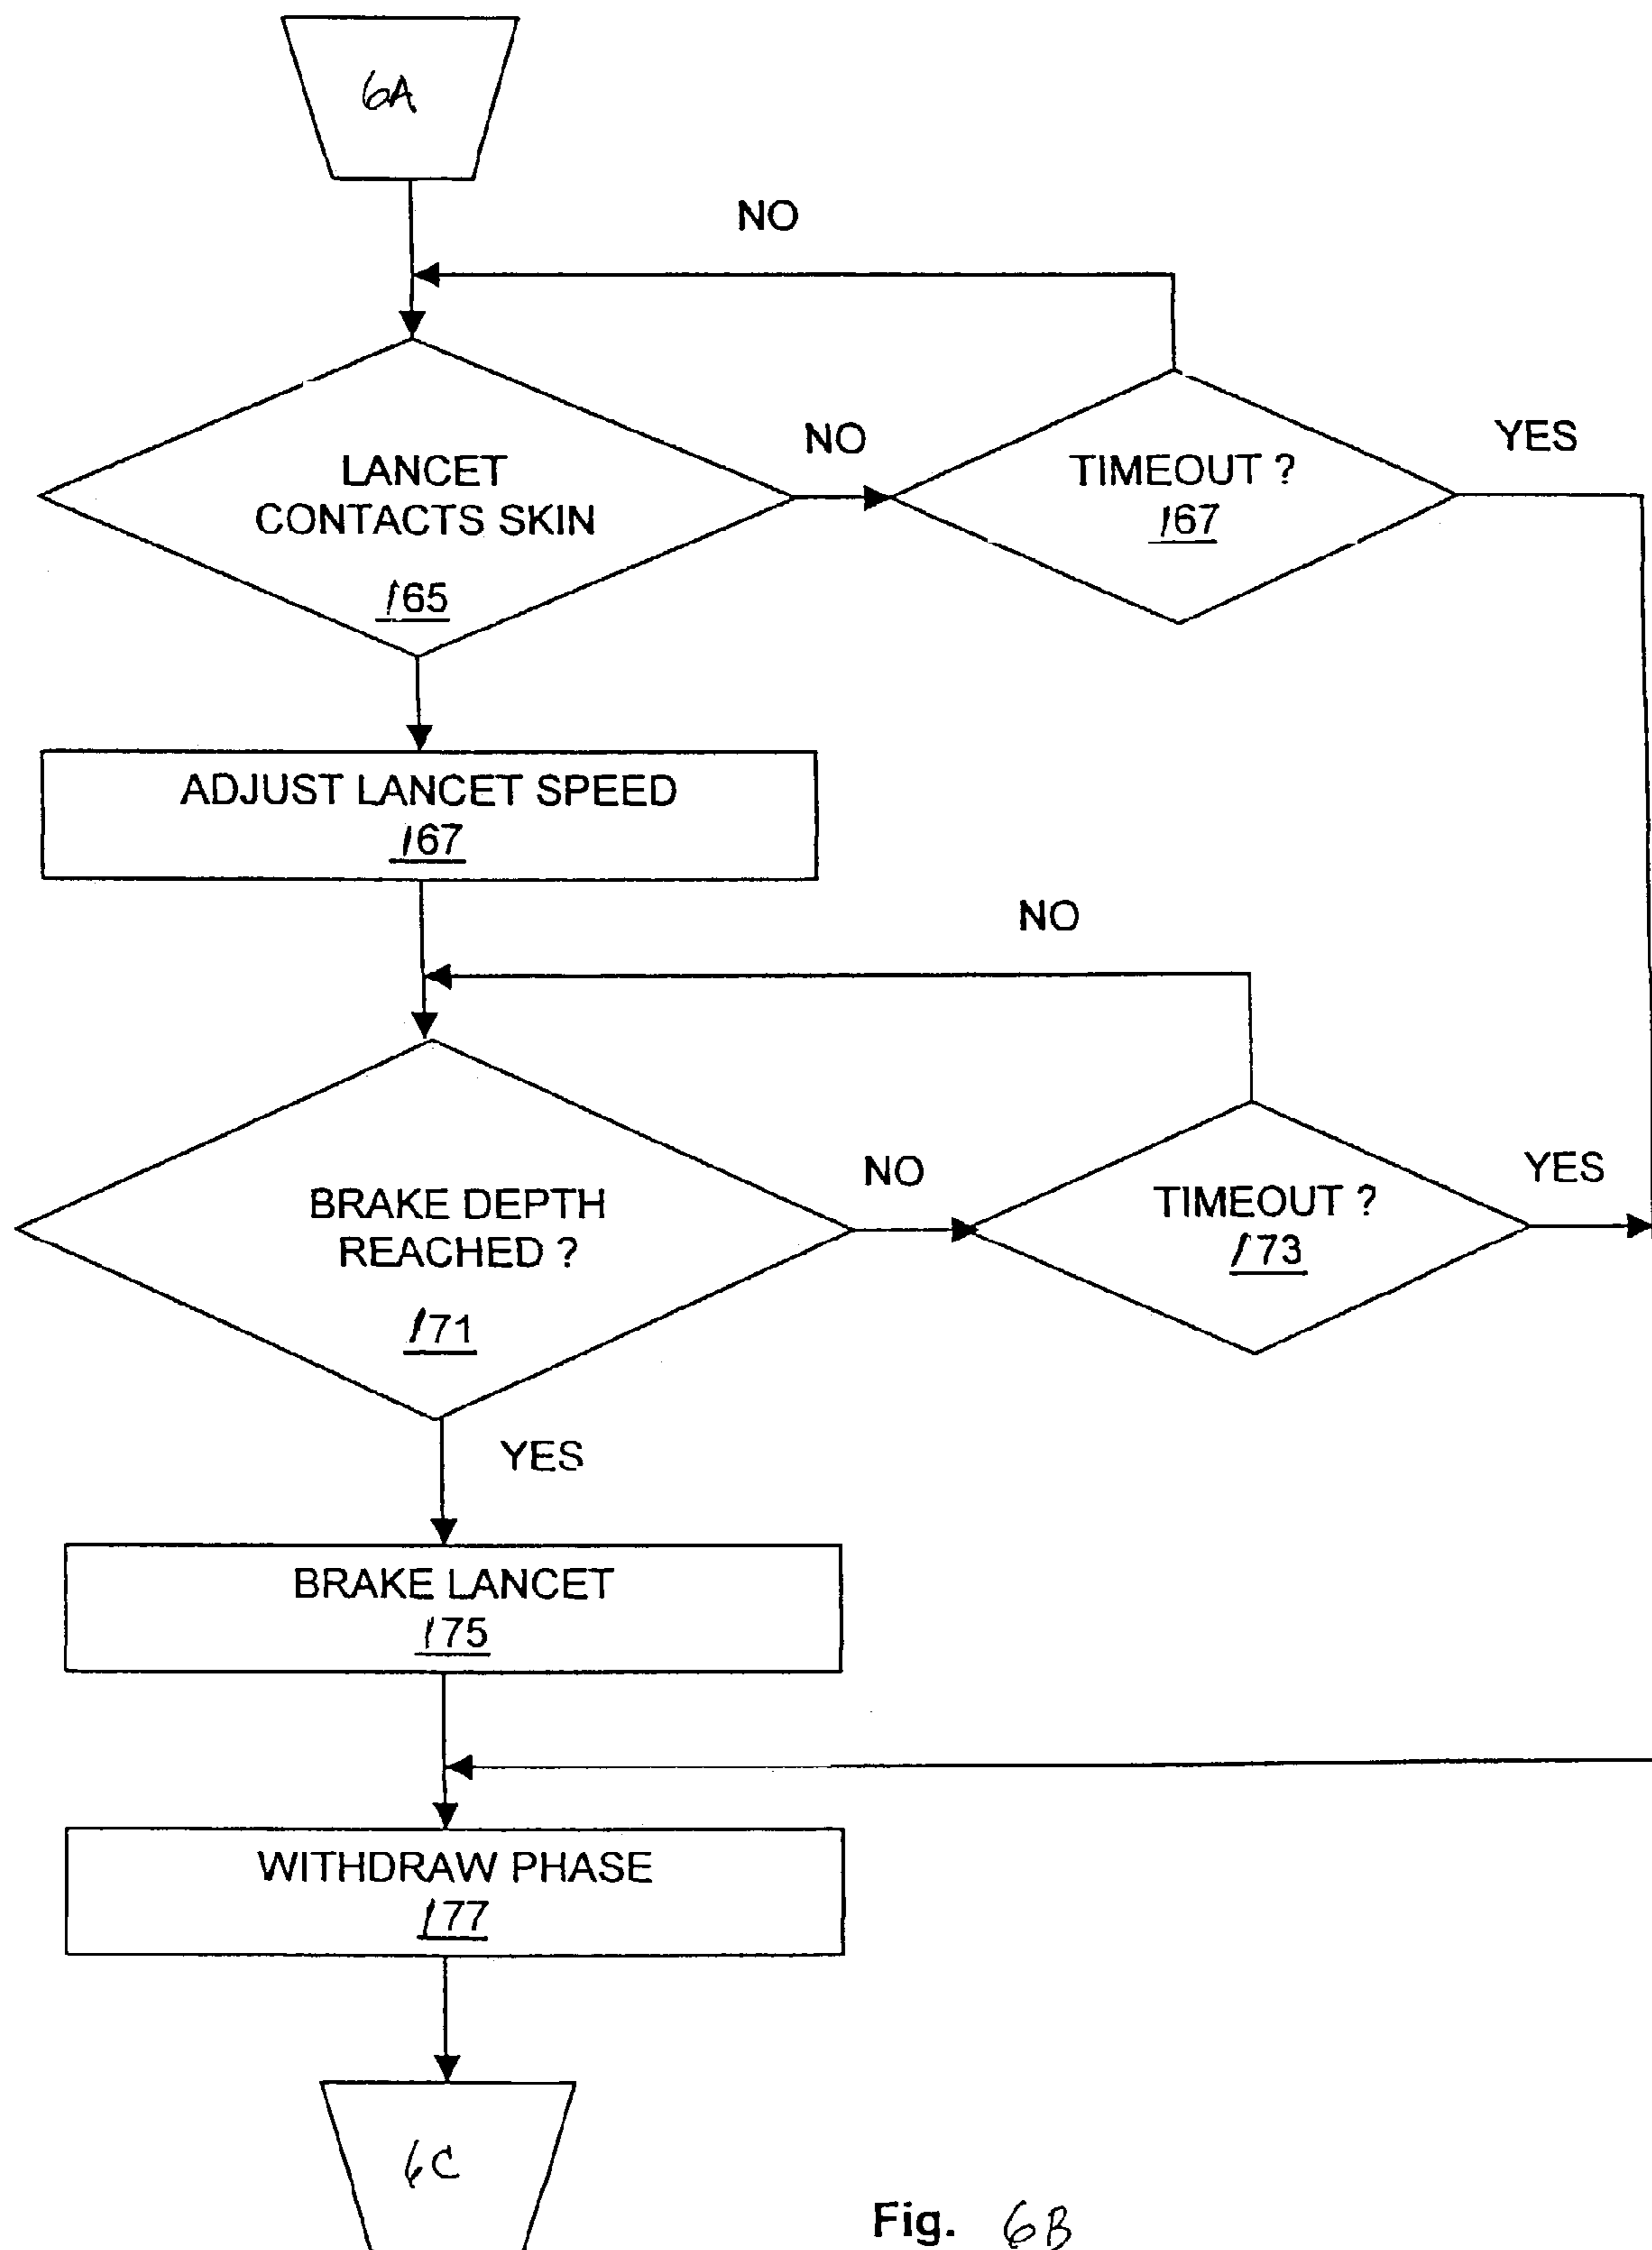 6A
NO
LANCET
CONTACTS SKIN
165
NO
TIMEOUT ?
167
YES
ADJUST LANCET SPEED
167
NO
BRAKE DEPTH
REACHED ?
171
NO
TIMEOUT ?
173
YES
YES
BRAKE LANCET
175
WITHDRAW PHASE
177
6C
Fig. 6B